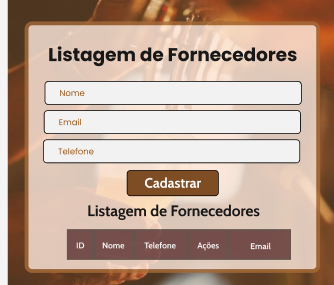 Listagem de Fornecedores
Nome
Email
Telefone
Cadastrar
Listagem de Fornecedores
ID Nome Telefone Ações Email